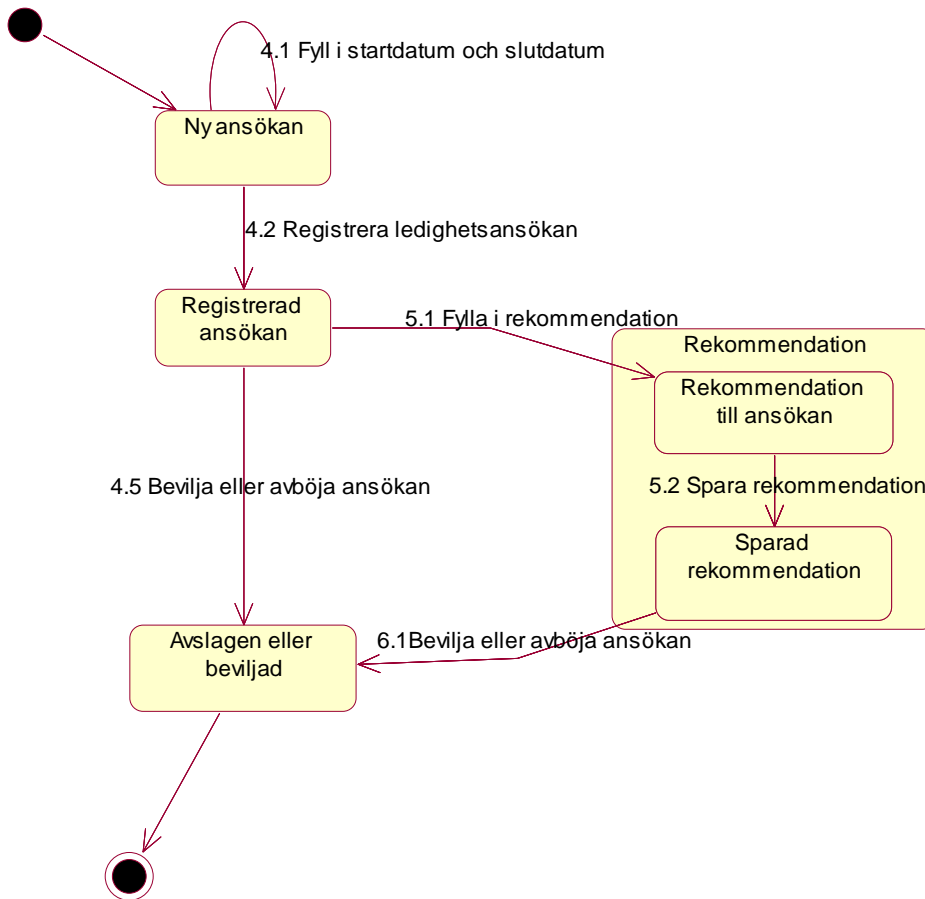 4.1 Fyll i startdatum och slutdatum
Ny ansökan
4.2 Registrera ledighetsansökan
Registrerad
ansökan
5.1 Fylla i rekommendation
Rekommendation
Rekommendation
till ansökan
4.5 Bevilja eller avböja ansökan
5.2 Spara rekommendation
Sparad
rekommendation
Avslagen eller
beviljad
6.1Bevilja eller avböja ansökan